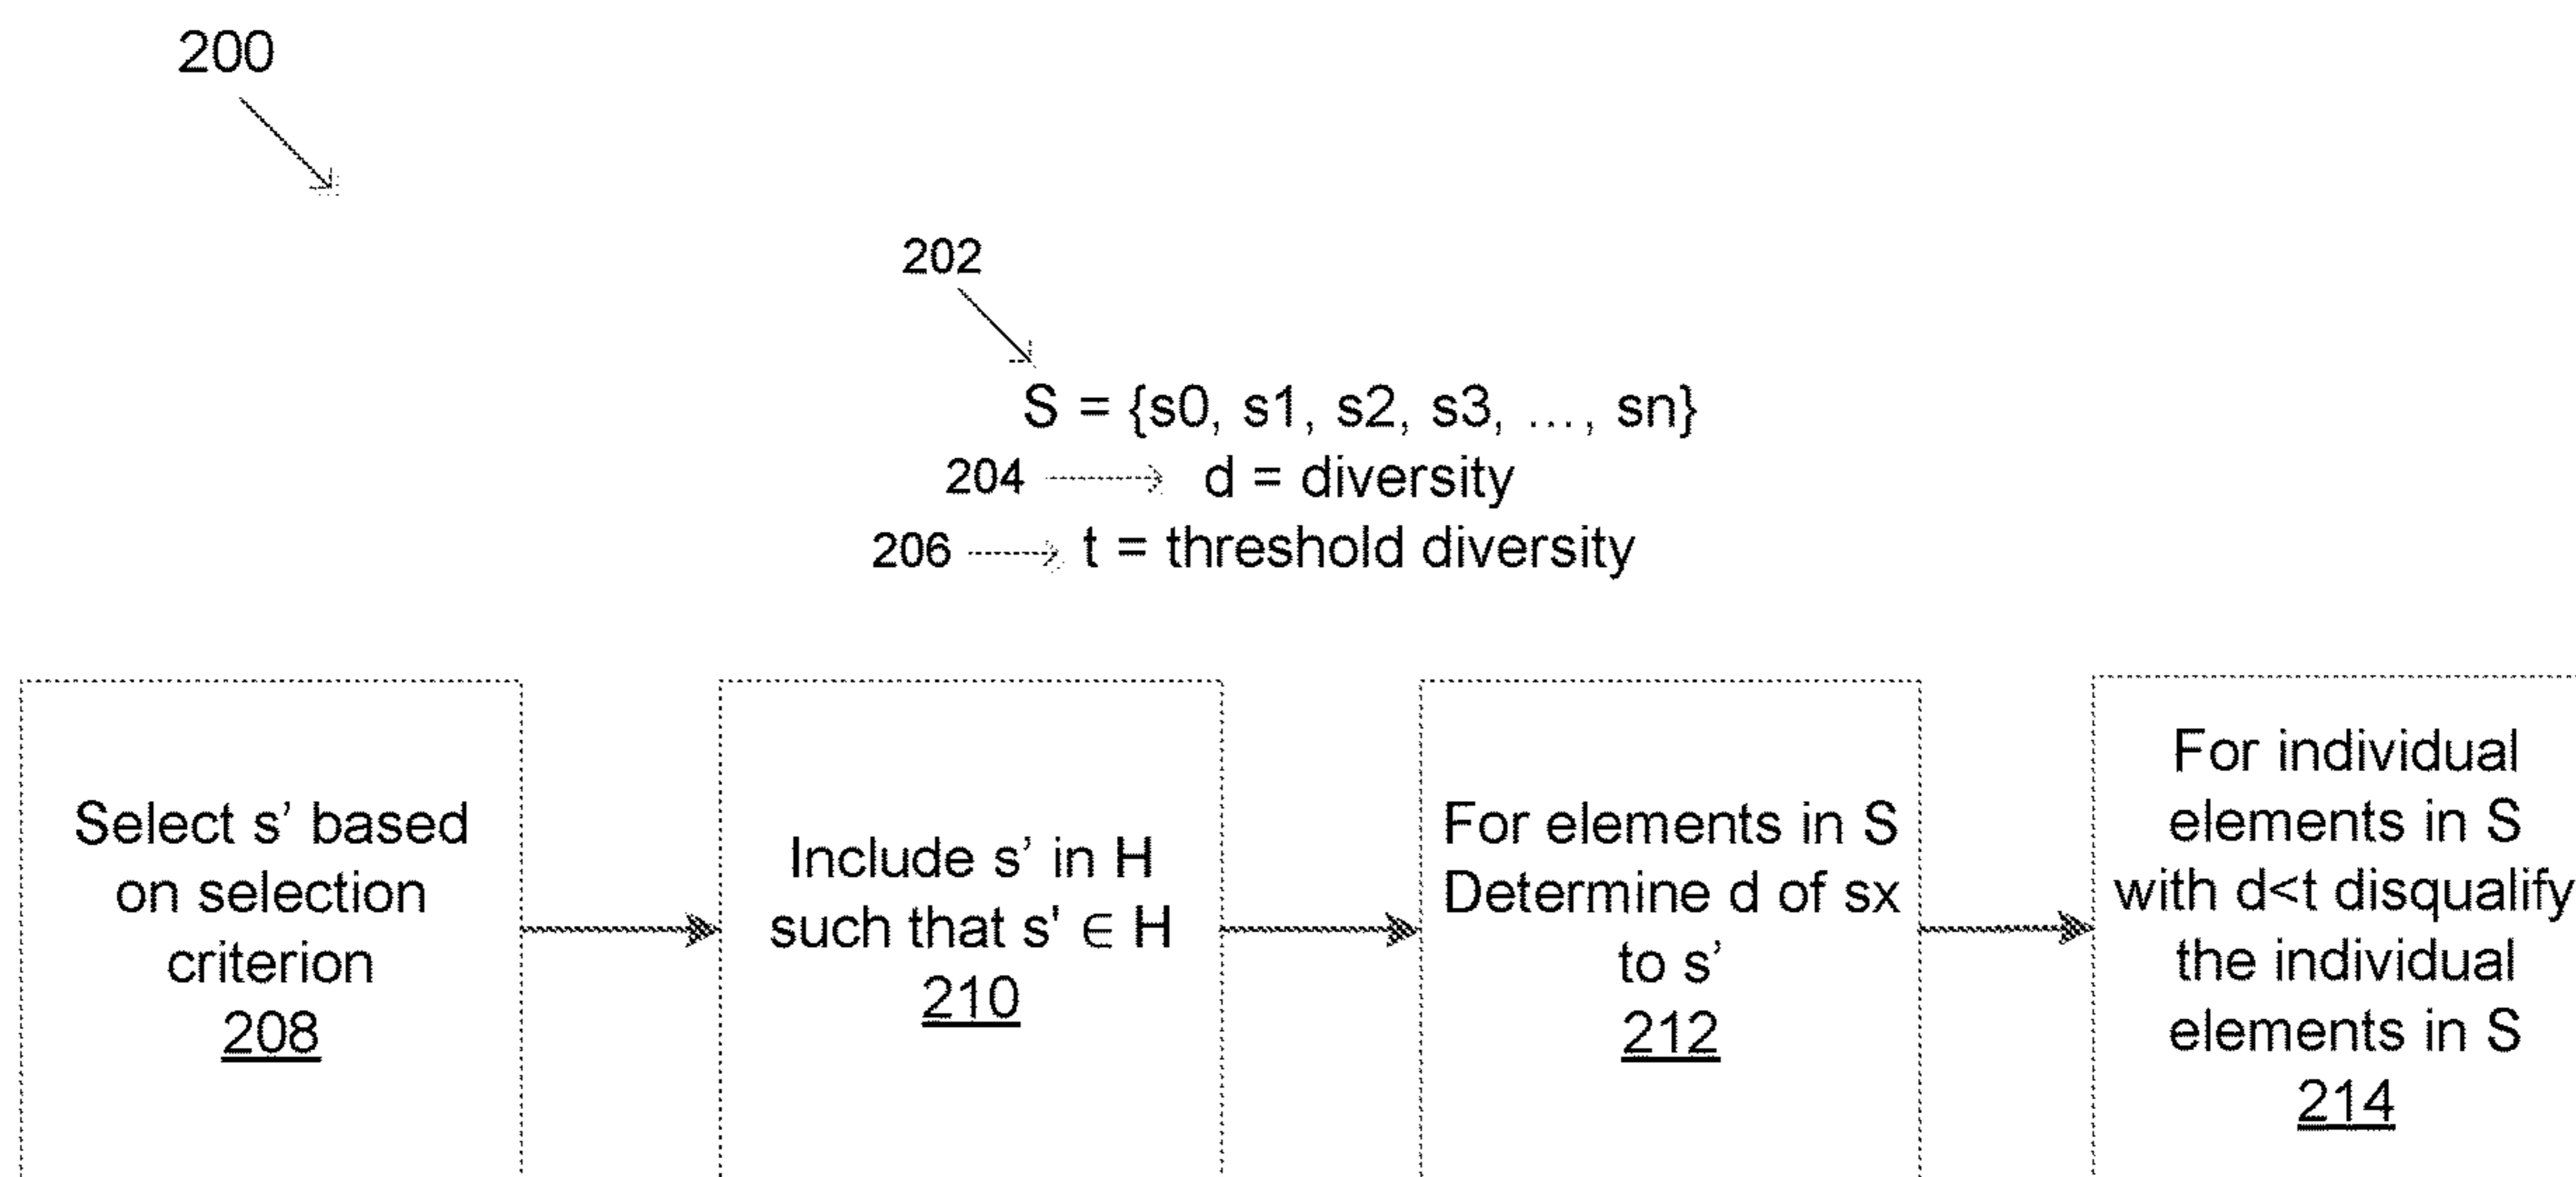 200
202
S = {s0, s1, s2, s3, ..., sn}
204 d = diversity
206 t = threshold diversity
Select s’ based
on selection
criterion
208
Include s’ in H
such that s' ∈ H
210
For elements in S
Determine d of sx
to s’
212
For individual
elements in S
with d<t disqualify
the individual
elements in S
214